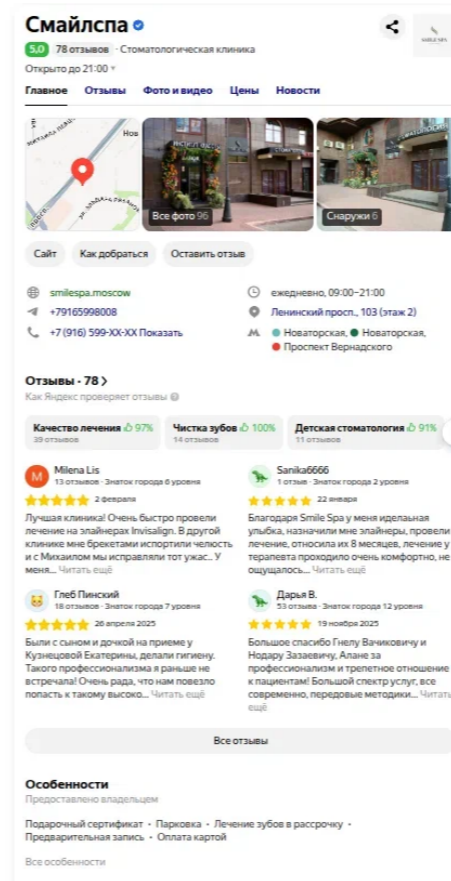 Смайлспа
5,0 78 отзывов · Стоматологическая клиника
Открыто до 21:00
SMILE SPA
Главное Отзывы Фото и видео Цены Новости
Нов
Все фото 96
Снаружи 6
Сайт Как добраться Оставить отзыв
smilespa.moscow
ежедневно, 09:00–21:00
+79165998008
Ленинский просп., 103 (этаж 2)
+7 (916) 599-XX-XX Показать
Новаторская, Новаторская,
Проспект Вернадского
Отзывы · 78
Как Яндекс проверяет отзывы
Качество лечения 97%
39 отзывов
Чистка зубов 100%
14 отзывов
Детская стоматология 91%
11 отзывов
Milena Lis
13 отзывов · Знаток города 6 уровня
2 февраля
Лучшая клиника! Очень быстро провели
лечение на элайнерах Invisalign. В другой
клинике мне брекетами испортили челюсть
и с Михаилом мы исправляли тот ужас.. У
меня... Читать ещё
Sanika6666
1 отзыв · Знаток города 2 уровня
22 января
Благодаря Smile Spa у меня идеальная
улыбка, назначили мне элайнеры, провели
лечение, относила их 8 месяцев, лечение у
терапевта проходило очень комфортно, не
ощущалось... Читать ещё
Глеб Пинский
18 отзывов · Знаток города 7 уровня
26 апреля 2025
Были с сыном и дочкой на приеме у
Кузнецовой Екатерины, делали гигиену.
Такого профессионализма я раньше не
встречала! Очень рада, что нам повезло
попасть к такому высоко... Читать ещё
Дарья В.
53 отзыва · Знаток города 12 уровня
19 ноября 2025
Большое спасибо Гнелу Вачиковичу и
Нодару Зазаевичу, Алане за
профессионализм и трепетное отношение
к пациентам! Большой спектр услуг, все
современно, передовые методики... Читать
ещё
Все отзывы
Особенности
Предоставлено владельцем
Подарочный сертификат · Парковка · Лечение зубов в рассрочку ·
Предварительная запись · Оплата картой
Все особенности